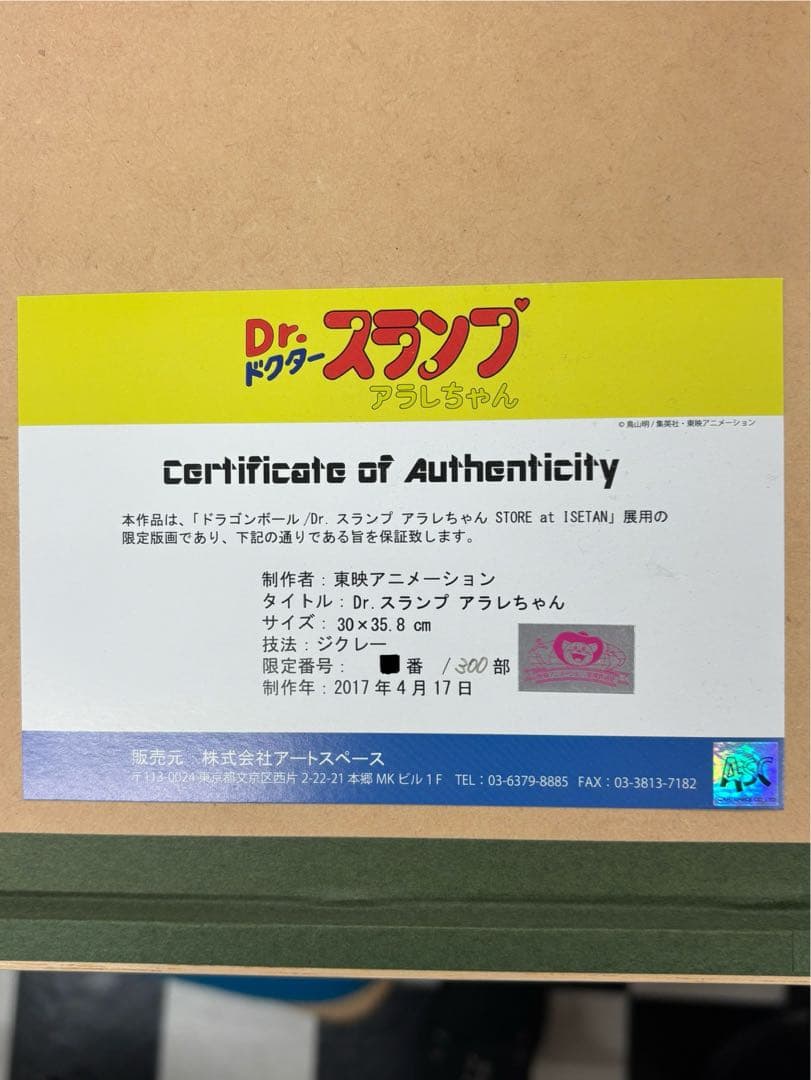 Dr.スランプ
ドクター
アラレちゃん
© 鳥山明 / 集英社・東映アニメーション
Certificate of Authenticity
本作品は、「ドラゴンボール/Dr. スランプ アラレちゃん STORE at ISETAN」展用の
限定版画であり、下記の通りである旨を保証致します。
制作者：東映アニメーション
タイトル：Dr.スランプ アラレちゃん
サイズ：30×35.8 cm
技法：ジクレー
限定番号： 番 /300部
制作年：2017年4月17日
販売元：株式会社アートスペース
〒113-0024 東京都文京区西片 2-22-21 本郷 MK ビル 1F TEL：03-6379-8885 FAX：03-3813-7182